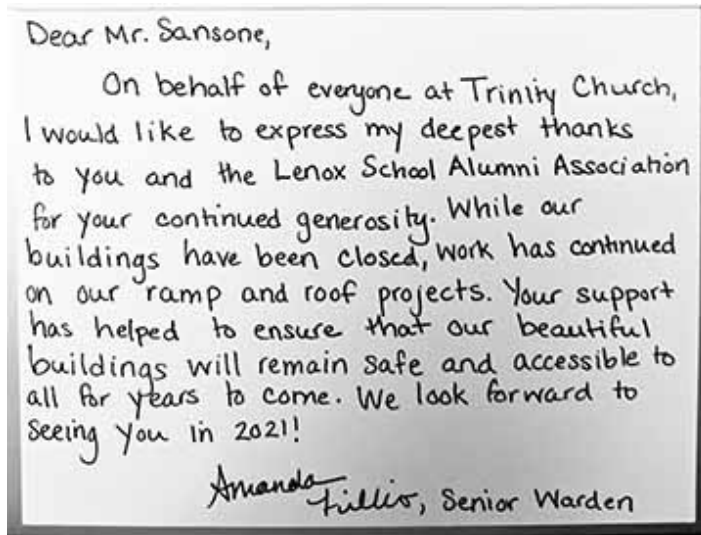 Dear Mr. Sansone,
On behalf of everyone at Trinity Church,
I would like to express my deepest thanks
to you and the Lenox School Alumni Association
for your continued generosity. While our
buildings have been closed, work has continued
on our ramp and roof projects. Your support
has helped to ensure that our beautiful
buildings will remain safe and accessible to
all for years to come. We look forward to
seeing you in 2021!
Amanda
, Senior Warden